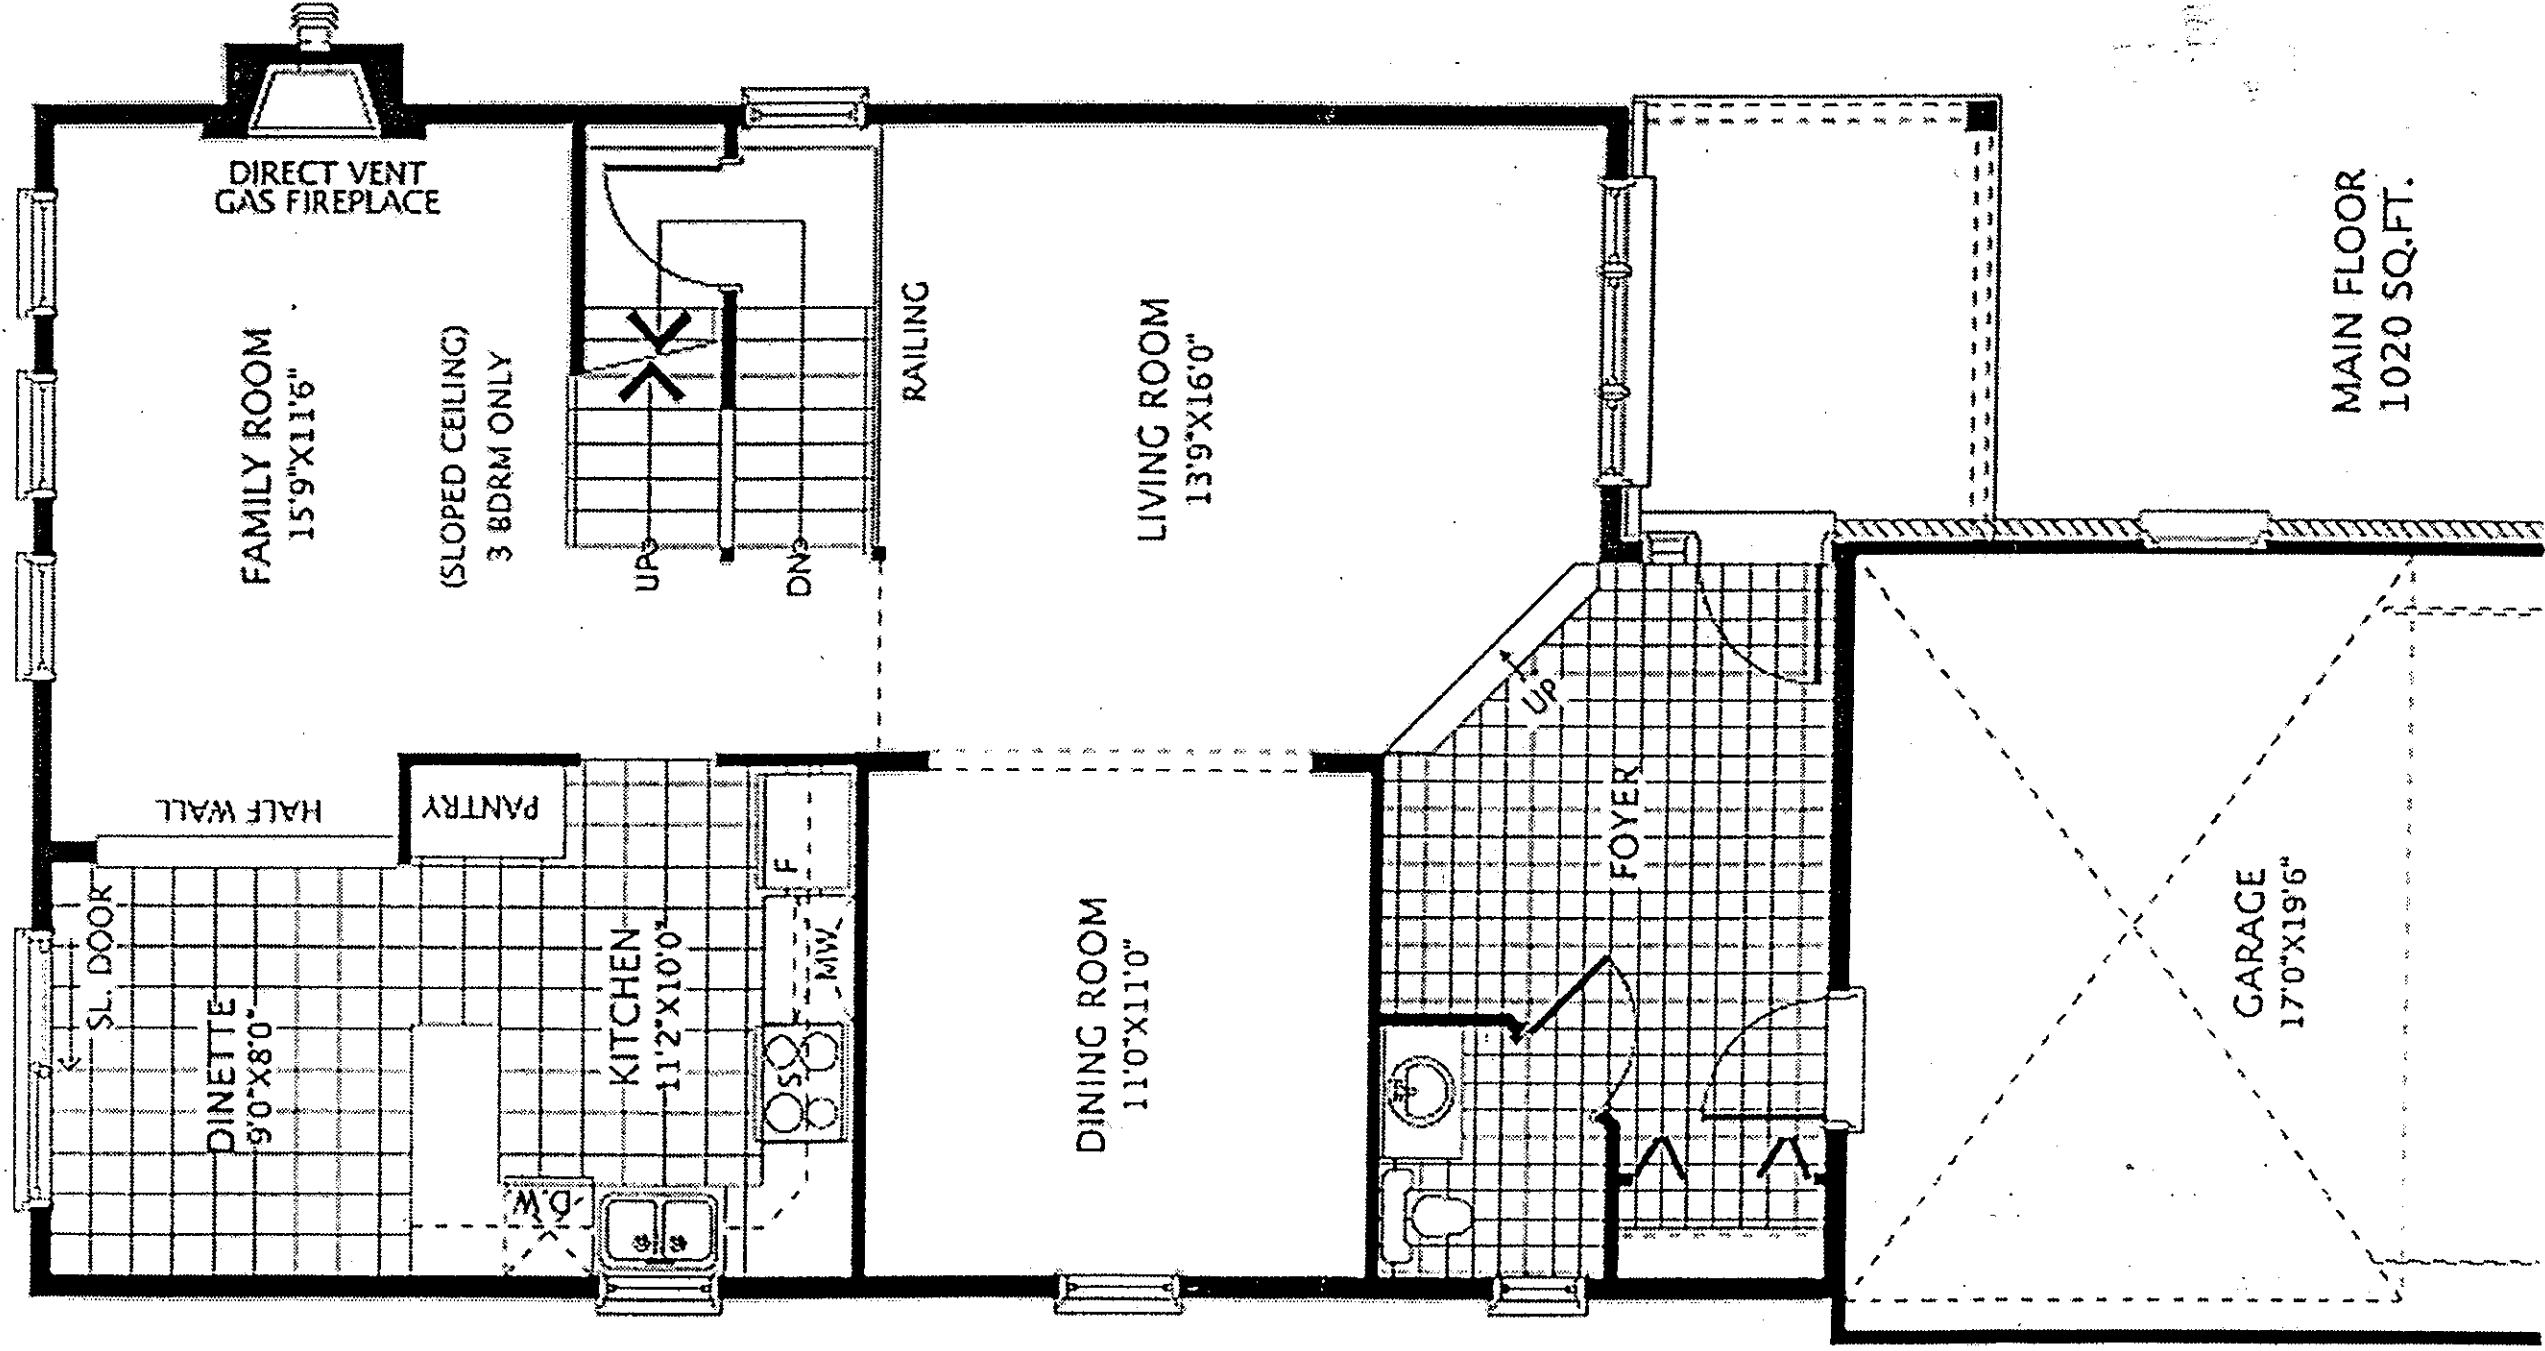 DIRECT VENT
GAS FIREPLACE
FAMILY ROOM
15'9"X11'6"
(SLOPED CEILING)
3 BDRM ONLY
UP
DN
RAILING
LIVING ROOM
13'9"X16'0"
MAIN FLOOR
1020 SQ.FT.
HALF WALL
PANTRY
SL. DOOR
DINETTE
9'0"X8'0"
KITCHEN
11'2"X10'0"
F
MW
S
D.W.
DINING ROOM
11'0"X11'0"
UP
FOYER
GARAGE
17'0"X19'6"